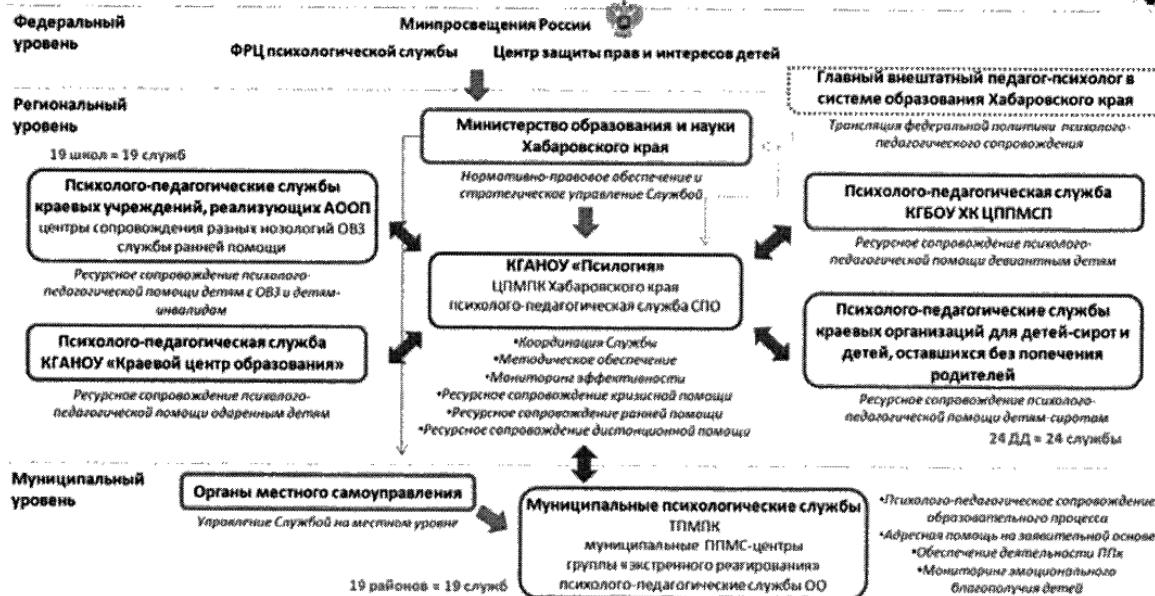 Федеральный
уровень
Минпросвещения России
ФРЦ психологической службы
Центр защиты прав и интересов детей
Главный внештатный педагог-психолог в
системе образования Хабаровского края
Трансляция федеральной политики психолого-
педагогического сопровождения
Региональный
уровень
Министерство образования и науки
Хабаровского края
Нормативно-правовое обеспечение и
стратегическое управление Службой
19 школ = 19 служб
Психолого-педагогические службы
краевых учреждений, реализующих АООП
центры сопровождения разных нозологий ОВЗ
службы ранней помощи
Ресурсное сопровождение психолого-
педагогической помощи детям с ОВЗ и детям-
инвалидам
Психолого-педагогическая служба
КГАНОУ «Краевой центр образования»
Ресурсное сопровождение психолого-
педагогической помощи одаренным детям
КГАНОУ «Псилогия»
ЦПМПК Хабаровского края
психолого-педагогическая служба СПО
•Координация Службы
•Методическое обеспечение
•Мониторинг эффективности
•Ресурсное сопровождение кризисной помощи
•Ресурсное сопровождение ранней помощи
•Ресурсное сопровождение дистанционной помощи
Психолого-педагогическая служба
КГБОУ ХК ЦППМСП
Ресурсное сопровождение психолого-
педагогической помощи девиантным детям
Психолого-педагогические службы
краевых организаций для детей-сирот и
детей, оставшихся без попечения
родителей
Ресурсное сопровождение психолого-
педагогической помощи детям-сиротам
24 ДД = 24 службы
Муниципальный
уровень
Органы местного самоуправления
Управление Службой на местном уровне
19 районов = 19 служб
Муниципальные психологические службы
ТПМПК
муниципальные ППМС-центры
группы «экстренного реагирования»
психолого-педагогические службы ОО
•Психолого-педагогическое сопровождение
образовательного процесса
•Адресная помощь на заявительной основе
•Обеспечение деятельности ППк
•Мониторинг эмоционального
благополучия детей